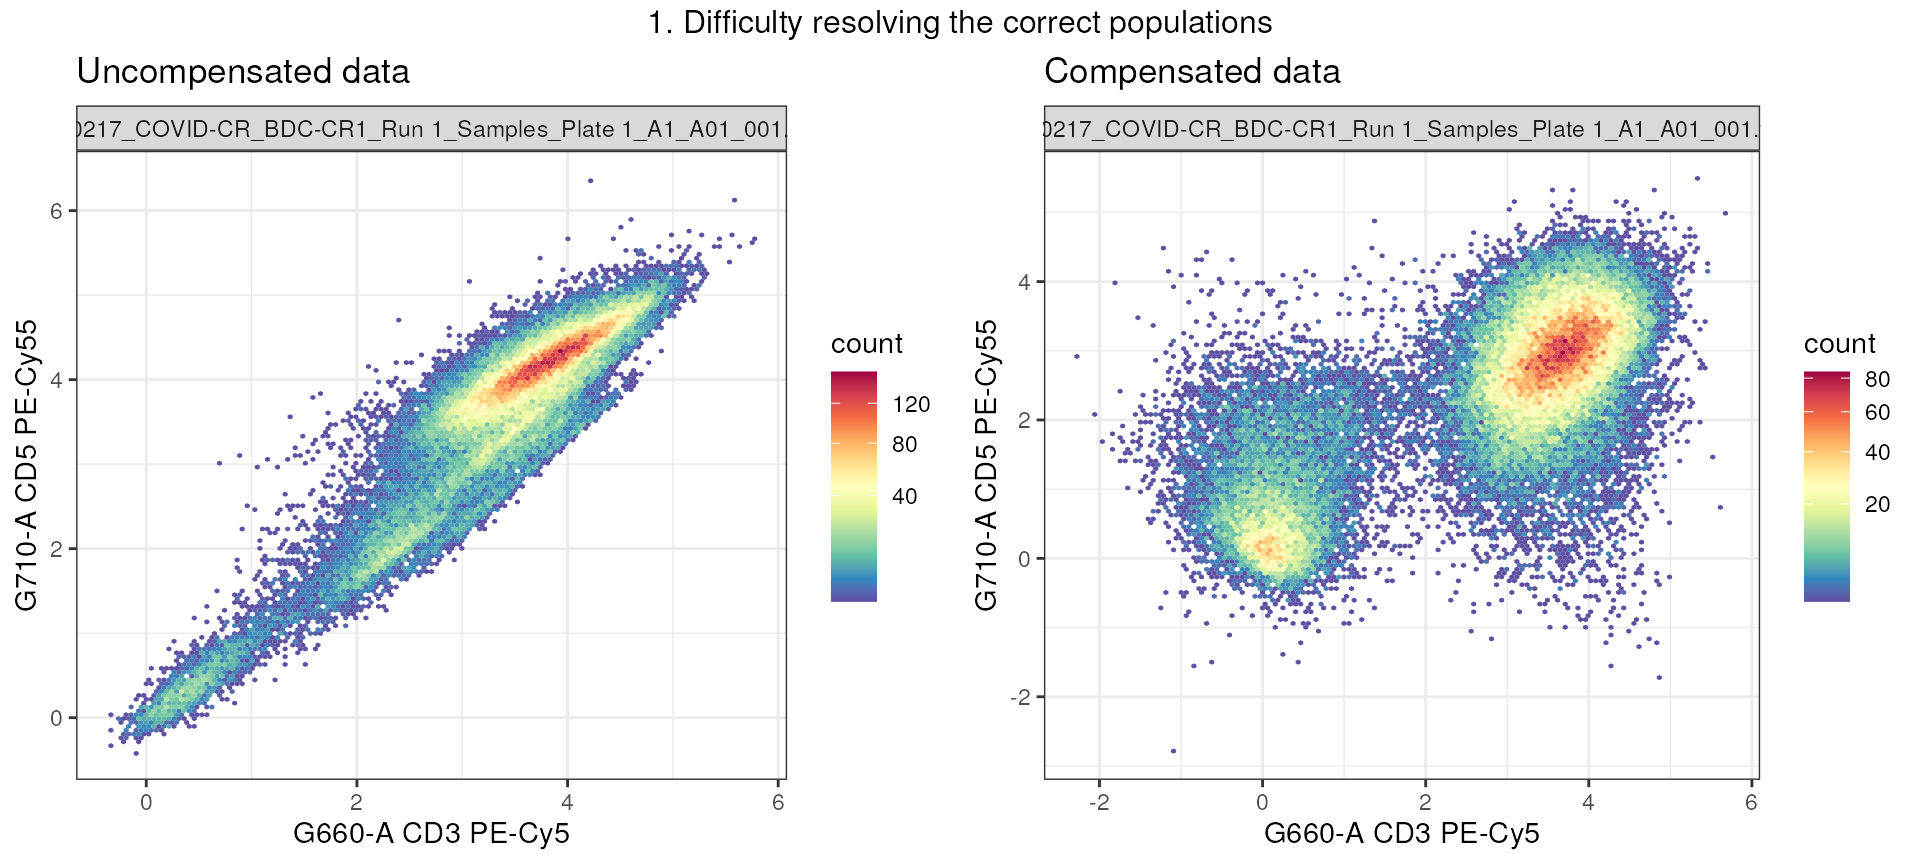 1. Difficulty resolving the correct populations
Uncompensated data
0217_COVID-CR_BDC-CR1_Run 1_Samples_Plate 1_A1_A01_001.
G710-A CD5 PE-Cy55
6
4
2
0
0
2
4
6
G660-A CD3 PE-Cy5
count
120
80
40
Compensated data
0217_COVID-CR_BDC-CR1_Run 1_Samples_Plate 1_A1_A01_001.
G710-A CD5 PE-Cy55
4
2
0
-2
-2
0
2
4
6
G660-A CD3 PE-Cy5
count
80
60
40
20